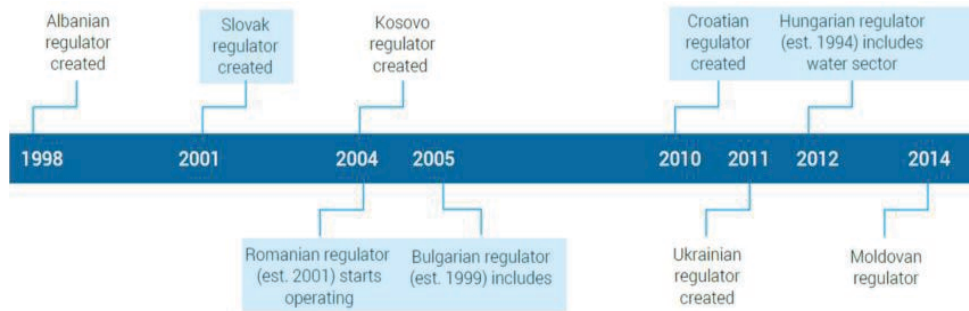 Albanian
regulator
created
Slovak
regulator
created
Kosovo
regulator
created
Croatian
regulator
created
Hungarian regulator
(est. 1994) includes
water sector
1998 2001 2004 2005 2010 2011 2012 2014
Romanian regulator
(est. 2001) starts
operating
Bulgarian regulator
(est. 1999) includes
Ukrainian
regulator
created
Moldovan
regulator